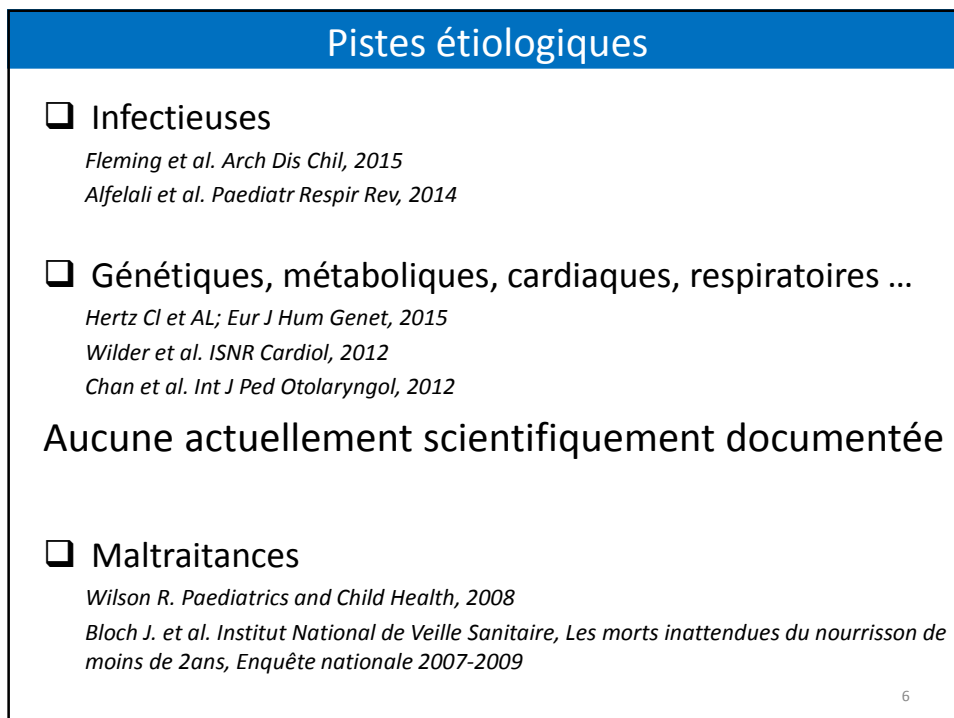 Pistes étiologiques
❑ Infectieuses
Fleming et al. Arch Dis Chil, 2015
Alfelali et al. Paediatr Respir Rev, 2014
❑ Génétiques, métaboliques, cardiaques, respiratoires …
Hertz Cl et AL; Eur J Hum Genet, 2015
Wilder et al. ISNR Cardiol, 2012
Chan et al. Int J Ped Otolaryngol, 2012
Aucune actuellement scientifiquement documentée
❑ Maltraitances
Wilson R. Paediatrics and Child Health, 2008
Bloch J. et al. Institut National de Veille Sanitaire, Les morts inattendues du nourrisson de
moins de 2ans, Enquête nationale 2007-2009
6